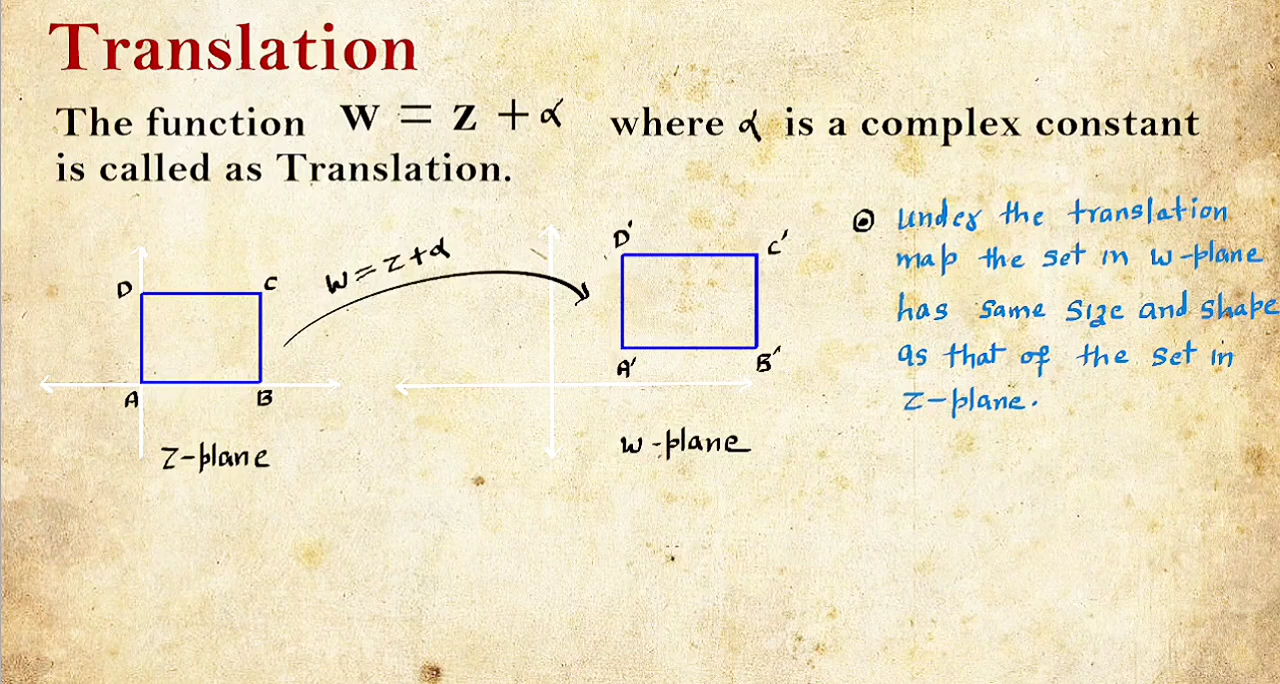 Translation
The function w = z + α where α is a complex constant
is called as Translation.
under the translation
map the set in w-plane
has same size and shape
as that of the set in
z-plane.
w = z + α
D C
D' C'
A B
A' B'
z-plane
w-plane